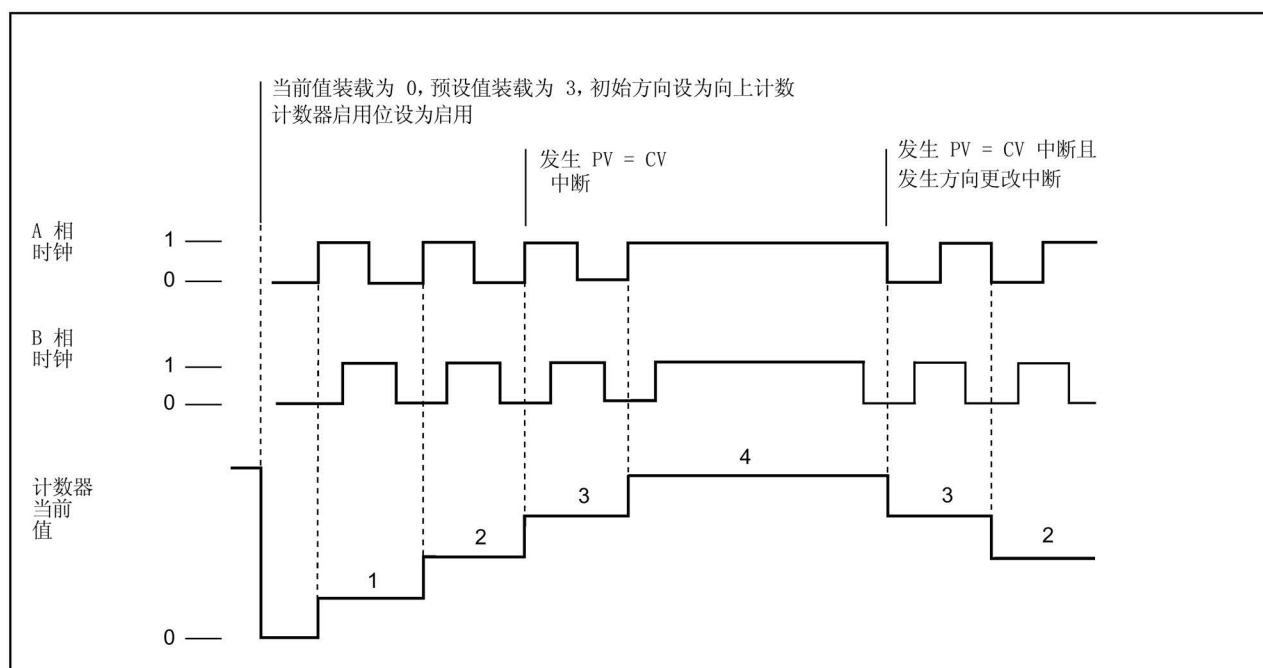 当前值装载为 0, 预设值装载为 3, 初始方向设为向上计数
计数器启用位设为启用
发生 PV = CV
中断
发生 PV = CV 中断且
发生方向更改中断
A 相
时钟
1
0
B 相
时钟
1
0
计数器
当前
值
4
3
3
2
2
1
0